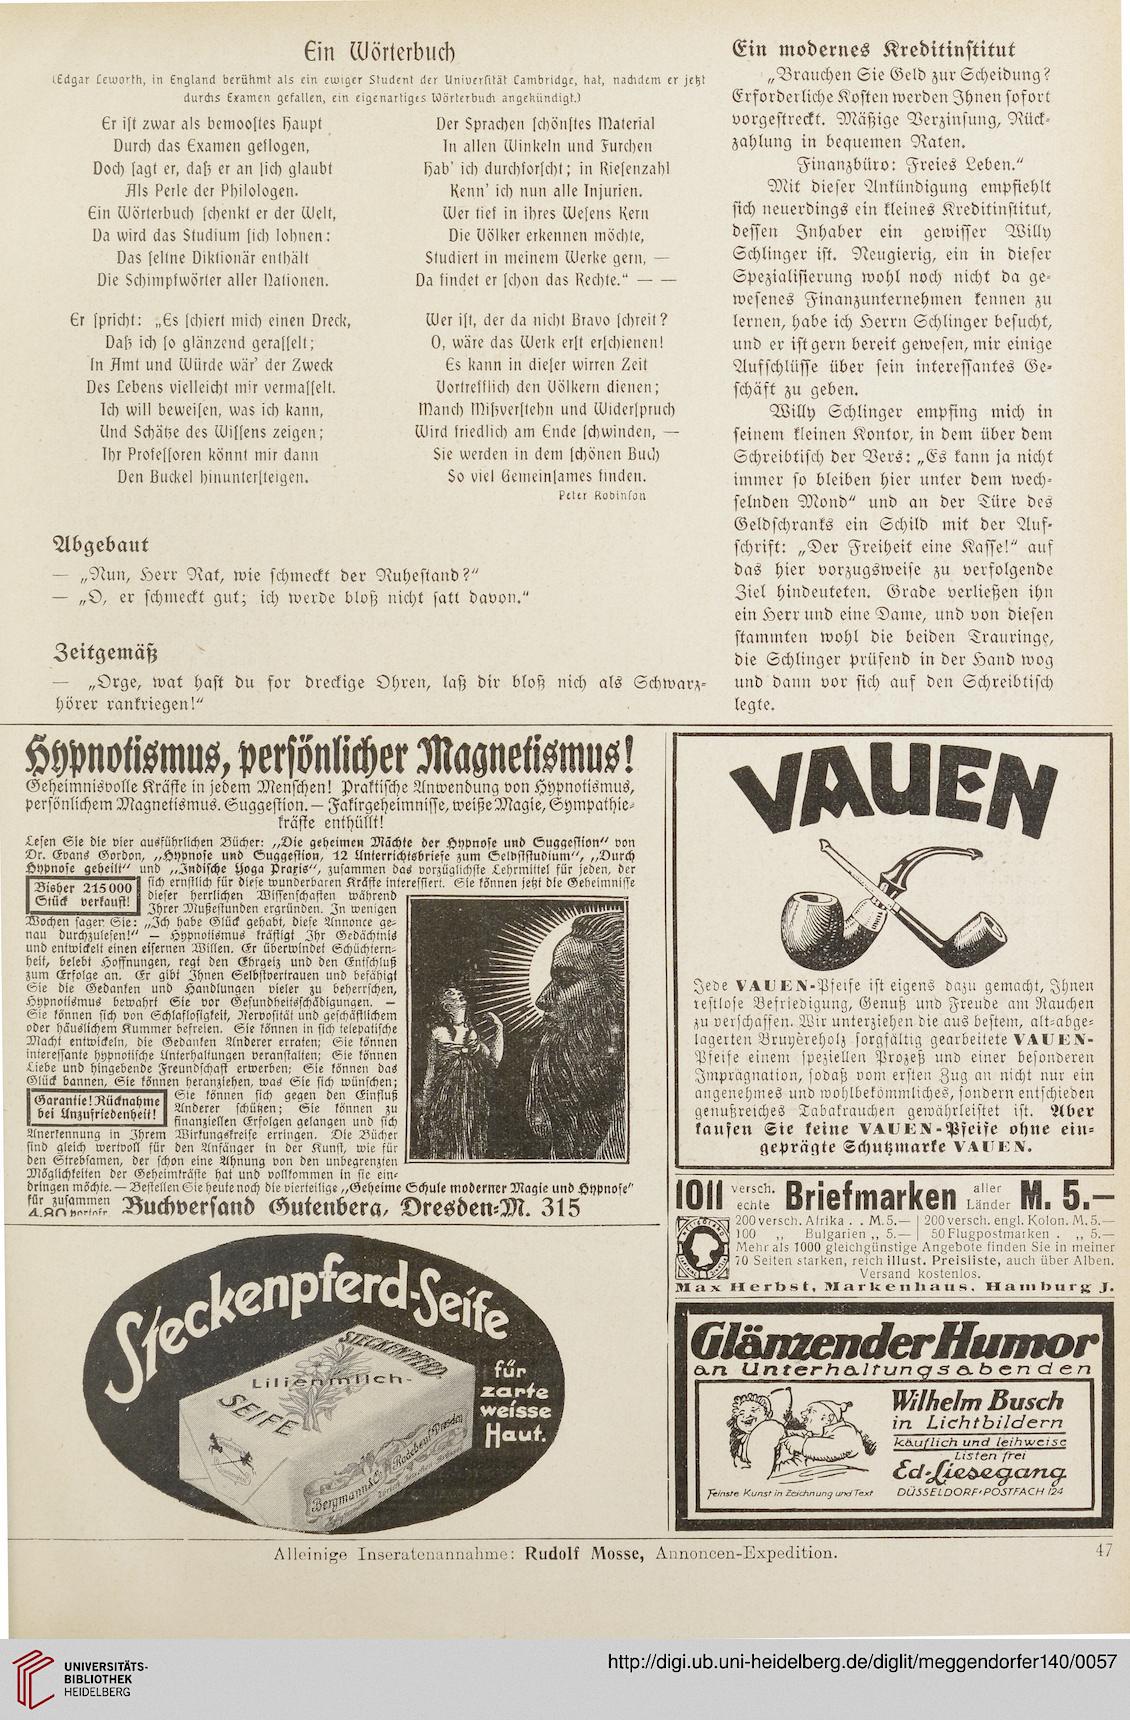 Ein Wörterbuch
(Edgar Leworth, in England berühmt als ein ewiger Student der Universität Cambridge, hat, nachdem er jetzt
durchs Examen gefallen, ein eigenartiges Wörterbuch angekündigt.)
Er ist zwar als bemoostes Haupt
Durch das Examen geflogen,
Doch sagt er, daß er an sich glaubt
Als Perle der Philologen.
Ein Wörterbuch schenkt er der Welt,
Da wird das Studium sich lohnen:
Das seltne Diktionär enthält
Die Schimpfwörter aller Nationen.
Er spricht: „Es schiert mich einen Dreck,
Daß ich so glänzend gerasselt;
In Amt und Würde wär' der Zweck
Des Lebens vielleicht mir vermasselt.
Ich will beweisen, was ich kann,
Und Schätze des Wissens zeigen;
Ihr Professoren könnt mir dann
Den Buckel hinuntersteigen.
Der Sprachen schönstes Material
In allen Winkeln und Furchen
Hab' ich durchforscht; in Riesenzahl
Kenn' ich nun alle Injurien.
Wer tief in ihres Wesens Kern
Die Völker erkennen möchte,
Studiert in meinem Werke gern, —
Da findet er schon das Rechte.“ — —
Wer ist, der da nicht Bravo schreit?
O, wäre das Werk erst erschienen!
Es kann in dieser wirren Zeit
Vortrefflich den Völkern dienen;
Manch Mißverstehn und Widerspruch
Wird friedlich am Ende schwinden, —
Sie werden in dem schönen Buch
So viel Gemeinsames finden.
Peter Robinson
Abgebaut
— „Nun, Herr Rat, wie schmeckt der Ruhestand?“
— „O, er schmeckt gut; ich werde bloß nicht satt davon.“
Zeitgemäß
— „Orge, wat hast du for dreckige Ohren, laß dir bloß nich als Schwarz-
hörer rankriegen!“
Ein modernes Kreditinstitut
„Brauchen Sie Geld zur Scheidung?
Erforderliche Kosten werden Ihnen sofort
vorgestreckt. Mäßige Verzinsung, Rück-
zahlung in bequemen Raten.
Finanzbüro: Freies Leben.“
Mit dieser Ankündigung empfiehlt
sich neuerdings ein kleines Kreditinstitut,
dessen Inhaber ein gewisser Willy
Schlinger ist. Neugierig, ein in dieser
Spezialisierung wohl noch nicht da ge-
wesenes Finanzunternehmen kennen zu
lernen, habe ich Herrn Schlinger besucht,
und er ist gern bereit gewesen, mir einige
Aufschlüsse über sein interessantes Ge-
schäft zu geben.
Willy Schlinger empfing mich in
seinem kleinen Kontor, in dem über dem
Schreibtisch der Vers: „Es kann ja nicht
immer so bleiben hier unter dem wech-
selnden Mond“ und an der Türe des
Geldschranks ein Schild mit der Auf-
schrift: „Der Freiheit eine Kasse!“ auf
das hier vorzugsweise zu verfolgende
Ziel hindeuteten. Grade verließen ihn
ein Herr und eine Dame, und von diesen
stammten wohl die beiden Trauringe,
die Schlinger prüfend in der Hand wog
und dann vor sich auf den Schreibtisch
legte.
Hypnotismus, persönlicher Magnetismus!
Geheimnisvolle Kräfte in jedem Menschen! Praktische Anwendung von Hypnotismus,
persönlichem Magnetismus. Suggestion. — Fakirgeheimnisse, weiße Magie, Sympathie-
kräfte enthüllt!
Lesen Sie die vier ausführlichen Bücher: „Die geheimen Mächte der Hypnose und Suggestion“ von
Dr. Evans Gordon, „Hypnose und Suggestion, 12 Unterrichtsbriefe zum Selbststudium“, „Durch
Hypnose geheilt“ und „Indische Yoga Praxis“, zusammen das vorzüglichste Lehrmittel für jeden, der
sich ernstlich für diese wunderbaren Kräfte interessiert. Sie können jetzt die Geheimnisse
Bisher 215000
Stück verkauft!
dieser herrlichen Wissenschaften während
Ihrer Mußestunden ergründen. In wenigen
Wochen sagen Sie: „Ich habe Glück gehabt, diese Annonce ge-
nau durchzulesen!“ — Hypnotismus kräftigt Ihr Gedächtnis
und entwickelt einen eisernen Willen. Er überwindet Schüchtern-
heit, belebt Hoffnungen, regt den Ehrgeiz und den Entschluß
zum Erfolge an. Er gibt Ihnen Selbstvertrauen und befähigt
Sie die Gedanken und Handlungen vieler zu beherrschen,
Hypnotismus bewahrt Sie vor Gesundheitsschädigungen. —
Sie können sich von Schlaflosigkeit, Nervosität und geschäftlichem
oder häuslichem Kummer befreien. Sie können in sich telepatische
Macht entwickeln, die Gedanken Anderer erraten; Sie können
interessante hypnotische Unterhaltungen veranstalten; Sie können
Liebe und hingebende Freundschaft erwerben; Sie können das
Glück bannen, Sie können heranziehen, was Sie sich wünschen;
Garantie! Rücknahme
bei Unzufriedenheit!
Sie können sich gegen den Einfluß
Anderer schützen; Sie können zu
finanziellen Erfolgen gelangen und sich
Anerkennung in Ihrem Wirkungskreise erringen. Die Bücher
sind gleich wertvoll für den Anfänger in der Kunst, wie für
den Strebsamen, der schon eine Ahnung von den unbegrenzten
Möglichkeiten der Geheimkräfte hat und vollkommen in sie ein-
dringen möchte. — Bestellen Sie heute noch die vierteilige „Geheime Schule moderner Magie und Hypnose“
für zusammen
4.80 portofr.
Buchversand Gutenberg, Dresden-M. 315
VAUEN
Jede VAUEN-Pfeife ist eigens dazu gemacht, Ihnen
restlose Befriedigung, Genuß und Freude am Rauchen
zu verschaffen. Wir unterziehen die aus bestem, alt-abge-
lagerten Bruyèreholz sorgfältig gearbeitete VAUEN-
Pfeife einem speziellen Prozeß und einer besonderen
Imprägnation, sodaß vom ersten Zug an nicht nur ein
angenehmes und wohlbekömmliches, sondern entschieden
genußreiches Tabakrauchen gewährleistet ist. Aber
kaufen Sie keine VAUEN-Pfeife ohne ein-
geprägte Schutzmarke VAUEN.
1011 versch. echte Briefmarken aller Länder M. 5.—
200 versch. Afrika . . M. 5.— | 200 versch. engl. Kolon. M. 5.—
100 „ Bulgarien „ 5.— | 50 Flugpostmarken . „ 5.—
Mehr als 1000 gleichgünstige Angebote finden Sie in meiner
70 Seiten starken, reich illust. Preisliste, auch über Alben.
Versand kostenlos.
Max Herbst, Markenhaus, Hamburg J.
HELGOLAND
Steckenpferd-Seife
STECKENPFERD-
Lilienmilch-
SEIFE
Bergmann & Co Radebeul-Dresden
für
zarte
weisse
Haut.
Glänzender Humor
an Unterhaltungsabenden
Wilhelm Busch
in Lichtbildern
käuflich und leihweise
Listen frei
Ed. Liesegang
DÜSSELDORF • POSTFACH 124
Feinste Kunst in Zeichnung und Text
Alleinige Inseratenannahme: Rudolf Mosse, Annoncen-Expedition.
47
UNIVERSITÄTS-
BIBLIOTHEK
HEIDELBERG
http://digi.ub.uni-heidelberg.de/diglit/meggendorfer140/0057